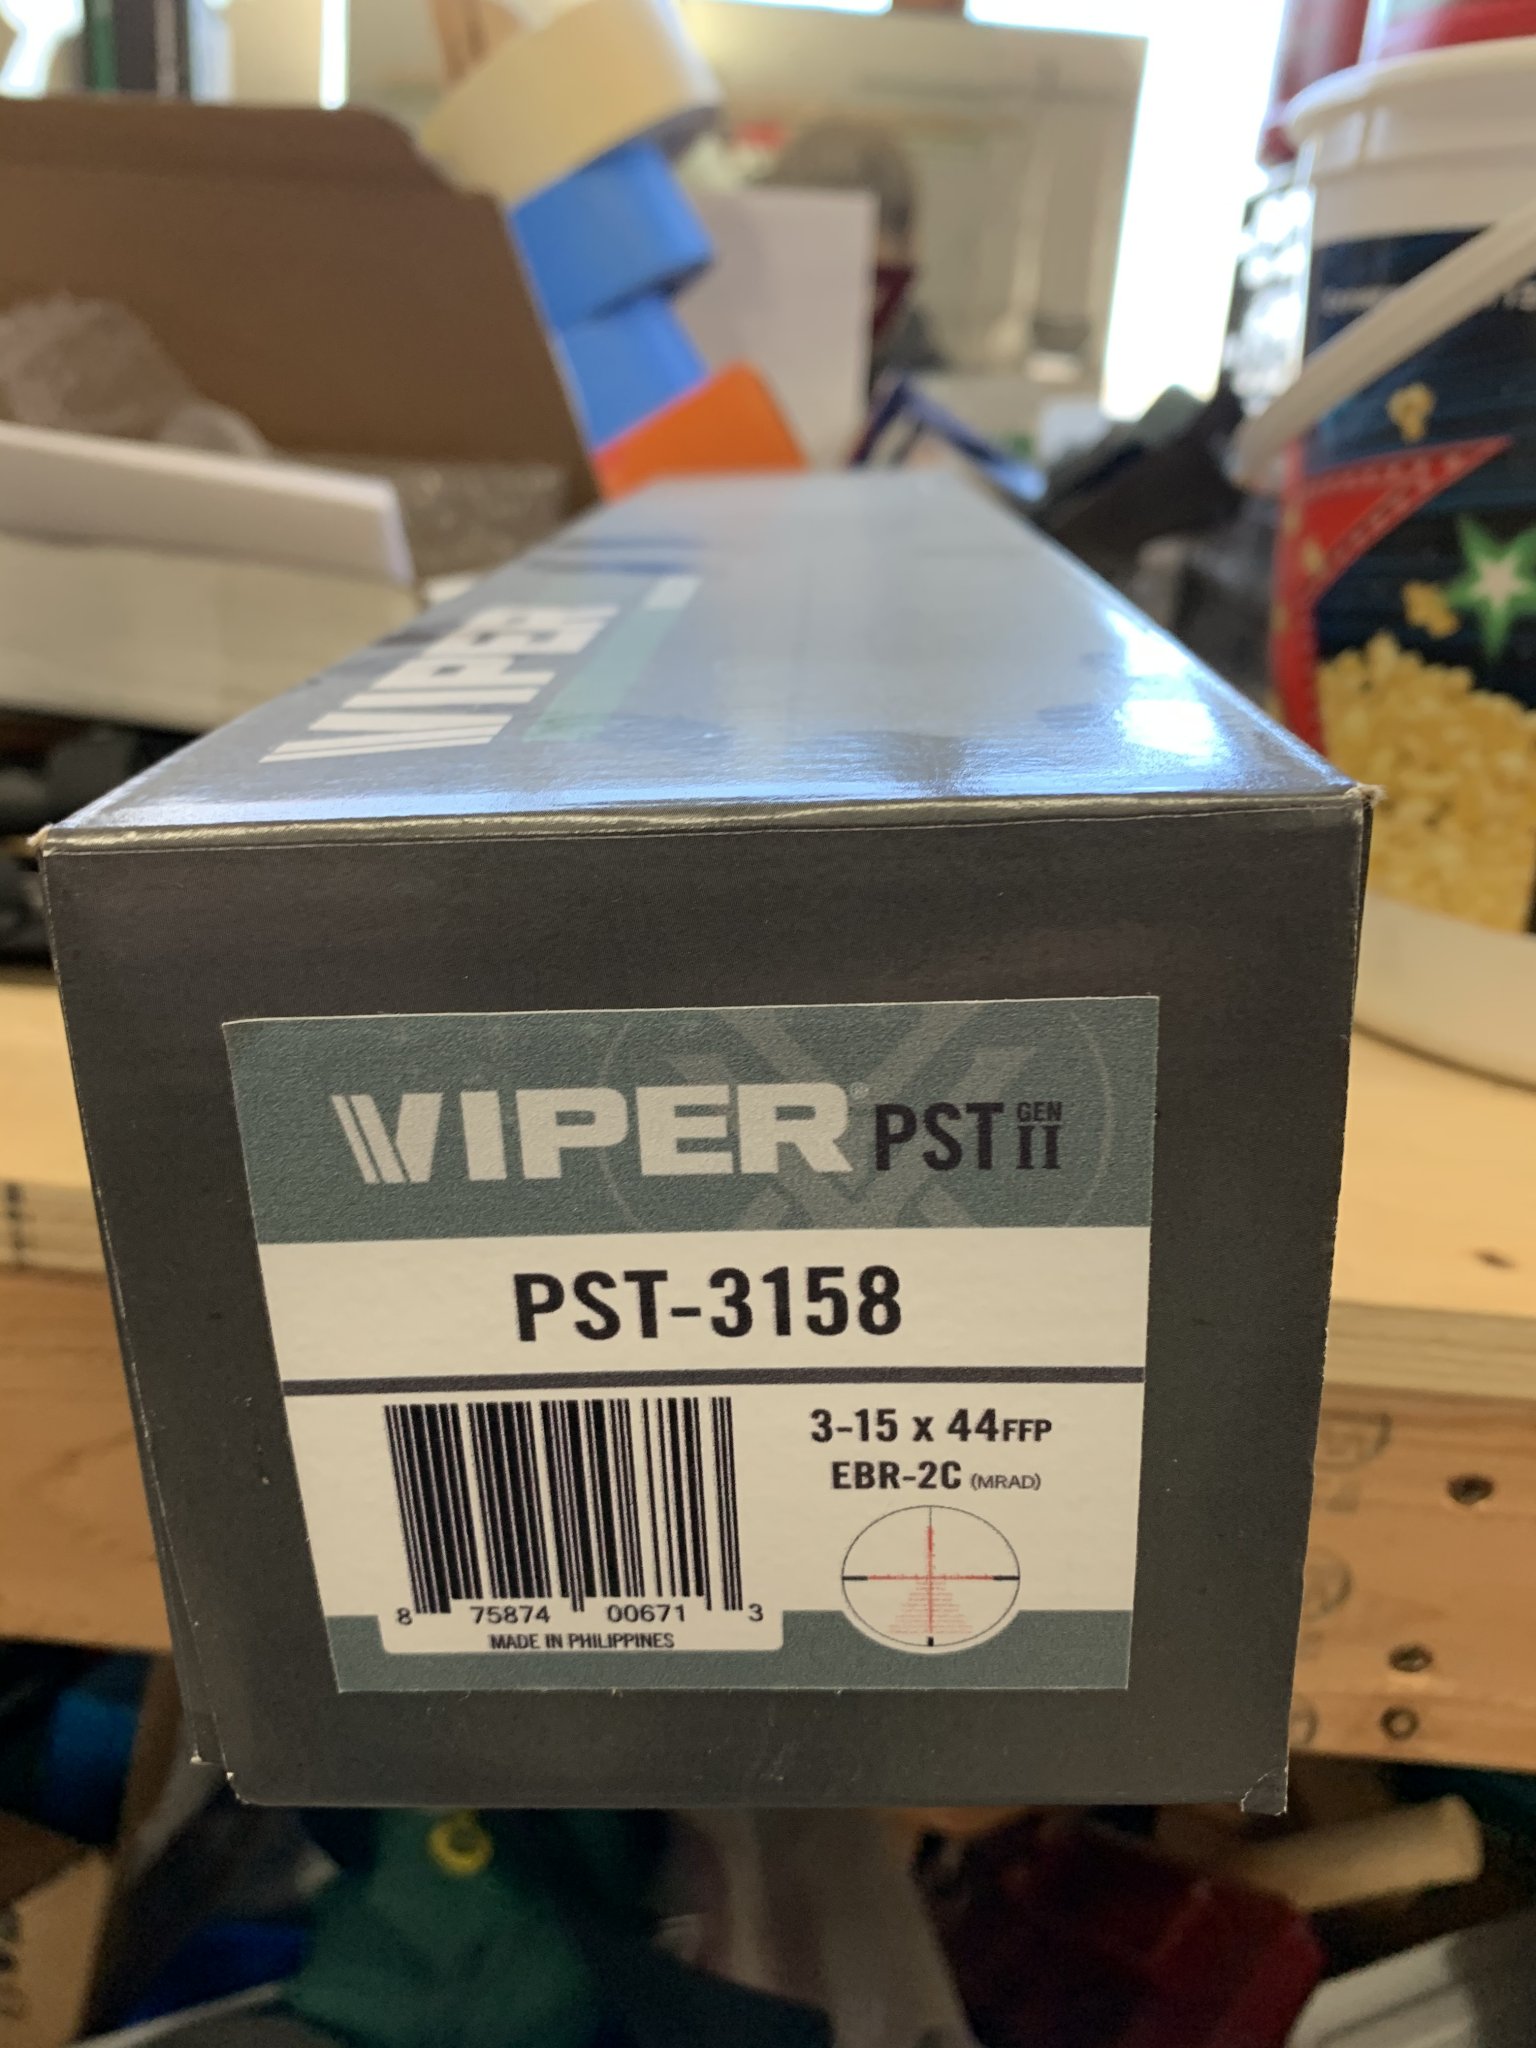 VIPER
VIPER® PST GEN II
PST-3158
3-15 x 44FFP
EBR-2C (MRAD)
8 75874 00671 3
MADE IN PHILIPPINES